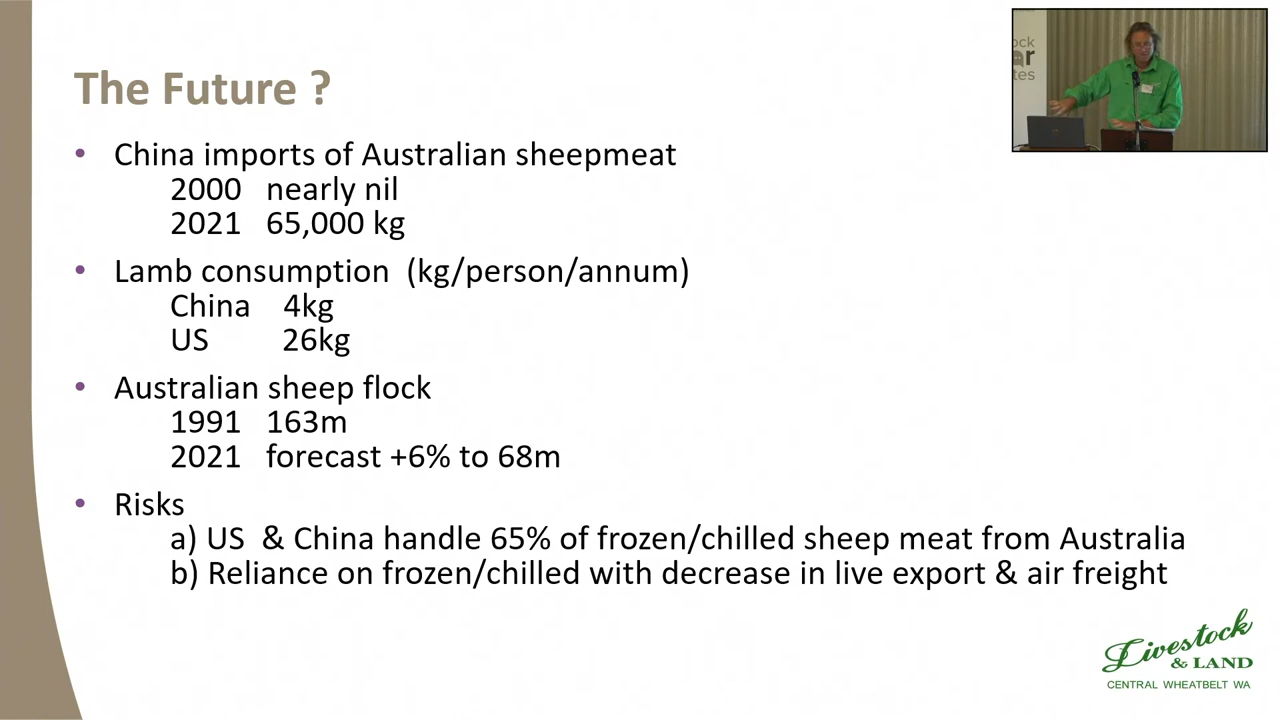 The Future ?
• China imports of Australian sheepmeat
2000 nearly nil
2021 65,000 kg
• Lamb consumption (kg/person/annum)
China 4kg
US 26kg
• Australian sheep flock
1991 163m
2021 forecast +6% to 68m
• Risks
a) US & China handle 65% of frozen/chilled sheep meat from Australia
b) Reliance on frozen/chilled with decrease in live export & air freight
Livestock
& LAND
CENTRAL WHEATBELT WA